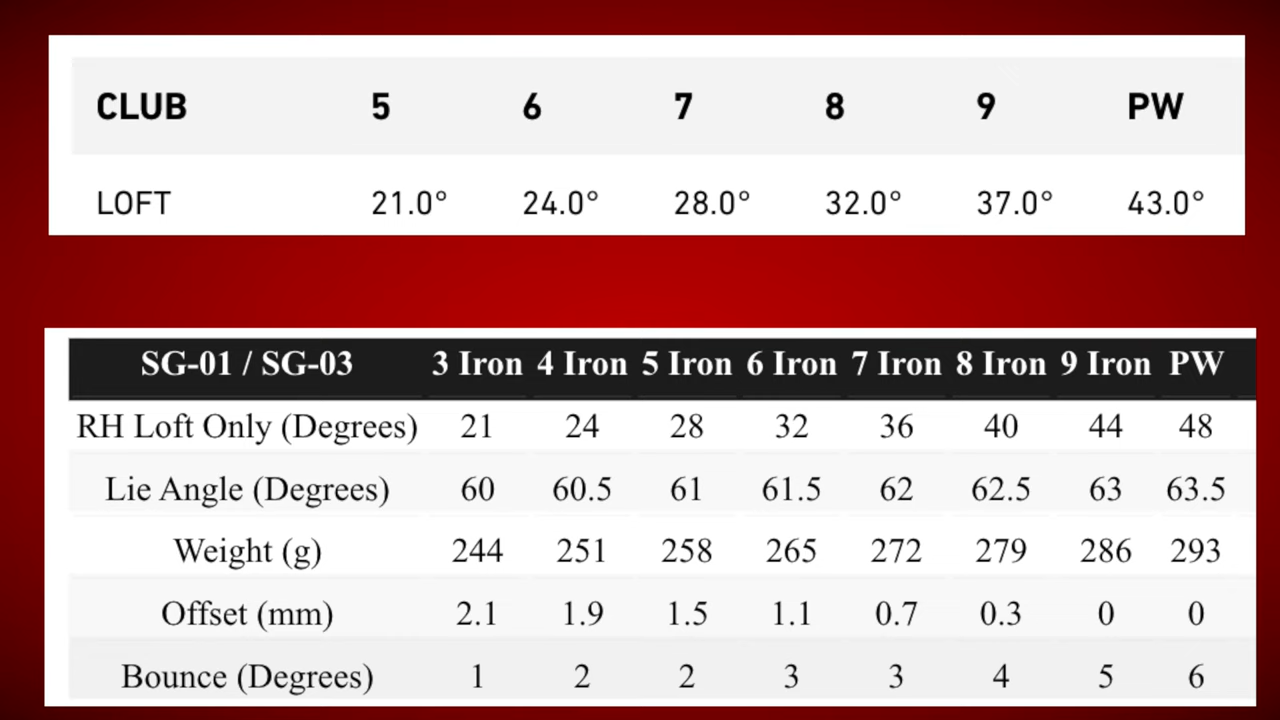 CLUB 5 6 7 8 9 PW
LOFT 21.0° 24.0° 28.0° 32.0° 37.0° 43.0°
SG-01 / SG-03 3 Iron 4 Iron 5 Iron 6 Iron 7 Iron 8 Iron 9 Iron PW
RH Loft Only (Degrees) 21 24 28 32 36 40 44 48
Lie Angle (Degrees) 60 60.5 61 61.5 62 62.5 63 63.5
Weight (g) 244 251 258 265 272 279 286 293
Offset (mm) 2.1 1.9 1.5 1.1 0.7 0.3 0 0
Bounce (Degrees) 1 2 2 3 3 4 5 6